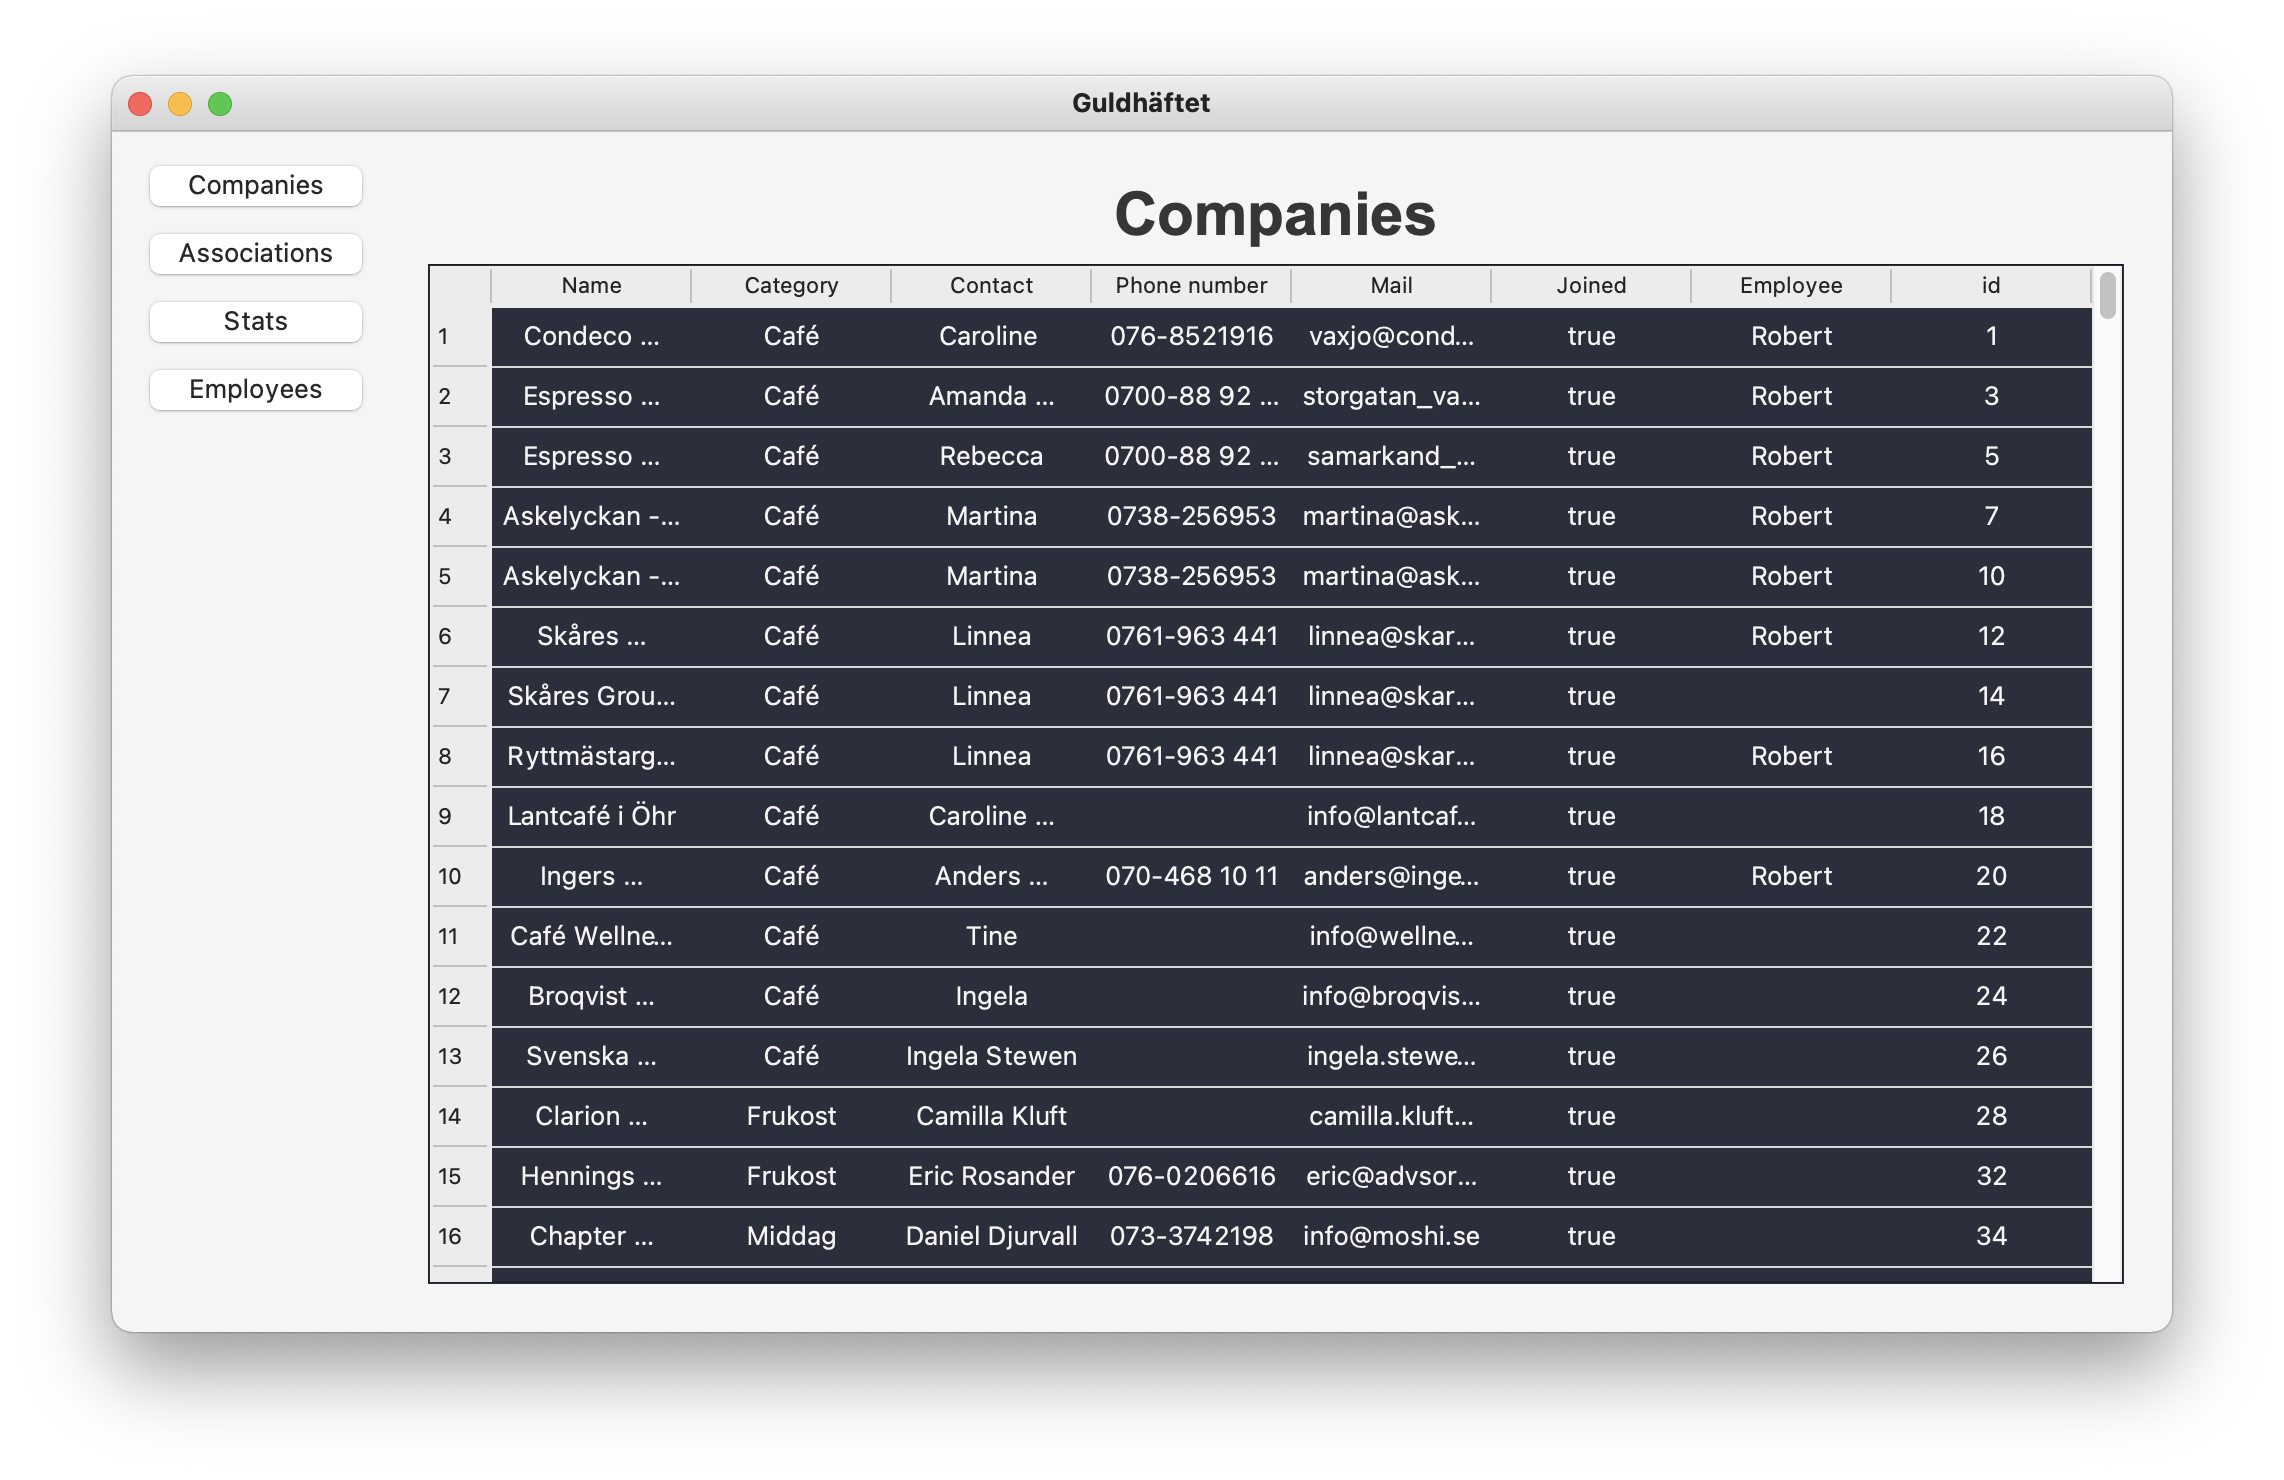 Guldhäftet
Companies
Associations
Stats
Employees
Companies
Name Category Contact Phone number Mail Joined Employee id
1 Condeco ... Café Caroline 076-8521916 vaxjo@cond... true Robert 1
2 Espresso ... Café Amanda ... 0700-88 92 ... storgatan_va... true Robert 3
3 Espresso ... Café Rebecca 0700-88 92 ... samarkand_... true Robert 5
4 Askelyckan -... Café Martina 0738-256953 martina@ask... true Robert 7
5 Askelyckan -... Café Martina 0738-256953 martina@ask... true Robert 10
6 Skåres ... Café Linnea 0761-963 441 linnea@skar... true Robert 12
7 Skåres Grou... Café Linnea 0761-963 441 linnea@skar... true 14
8 Ryttmästarg... Café Linnea 0761-963 441 linnea@skar... true Robert 16
9 Lantcafé i Öhr Café Caroline ... info@lantcaf... true 18
10 Ingers ... Café Anders ... 070-468 10 11 anders@inge... true Robert 20
11 Café Wellne... Café Tine info@wellne... true 22
12 Broqvist ... Café Ingela info@broqvis... true 24
13 Svenska ... Café Ingela Stewen ingela.stewe... true 26
14 Clarion ... Frukost Camilla Kluft camilla.kluft... true 28
15 Hennings ... Frukost Eric Rosander 076-0206616 eric@advsor... true 32
16 Chapter ... Middag Daniel Djurvall 073-3742198 info@moshi.se true 34